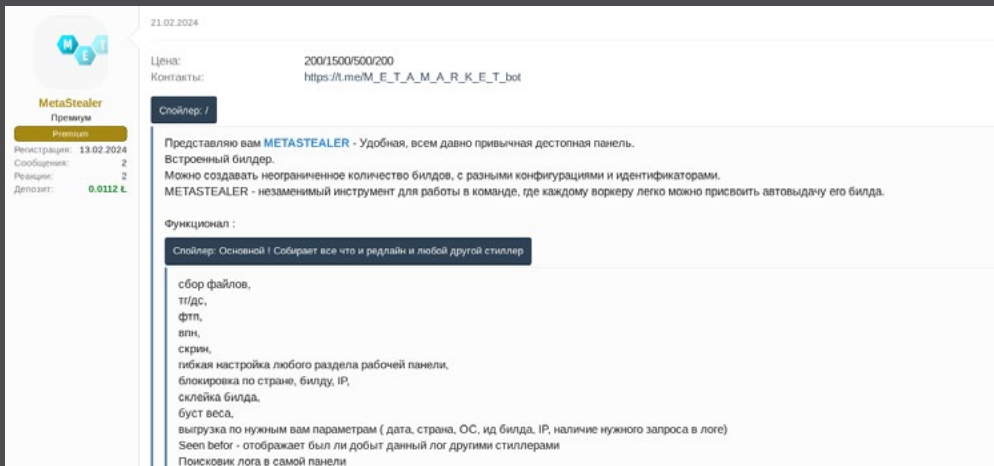 21.02.2024
M E T
MetaStealer
Премиум
Premium
Регистрация: 13.02.2024
Сообщения: 2
Реакции: 2
Депозит: 0.0112 Ł
Цена: 200/1500/500/200
Контакты: https://t.me/M_E_T_A_M_A_R_K_E_T_bot
Спойлер: /
Представляю вам METASTEALER - Удобная, всем давно привычная дестопная панель.
Встроенный билдер.
Можно создавать неограниченное количество билдов, с разными конфигурациями и идентификаторами.
METASTEALER - незаменимый инструмент для работы в команде, где каждому воркеру легко можно присвоить автовыдачу его билда.
Функционал :
Спойлер: Основной ! Собирает все что и редлайн и любой другой стиллер
сбор файлов,
тг/дс,
фтп,
впн,
скрин,
гибкая настройка любого раздела рабочей панели,
блокировка по стране, билду, IP,
склейка билда,
буст веса,
выгрузка по нужным вам параметрам ( дата, страна, ОС, ид билда, IP, наличие нужного запроса в логе)
Seen befor - отображает был ли добыт данный лог другими стиллерами
Поисковик лога в самой панели